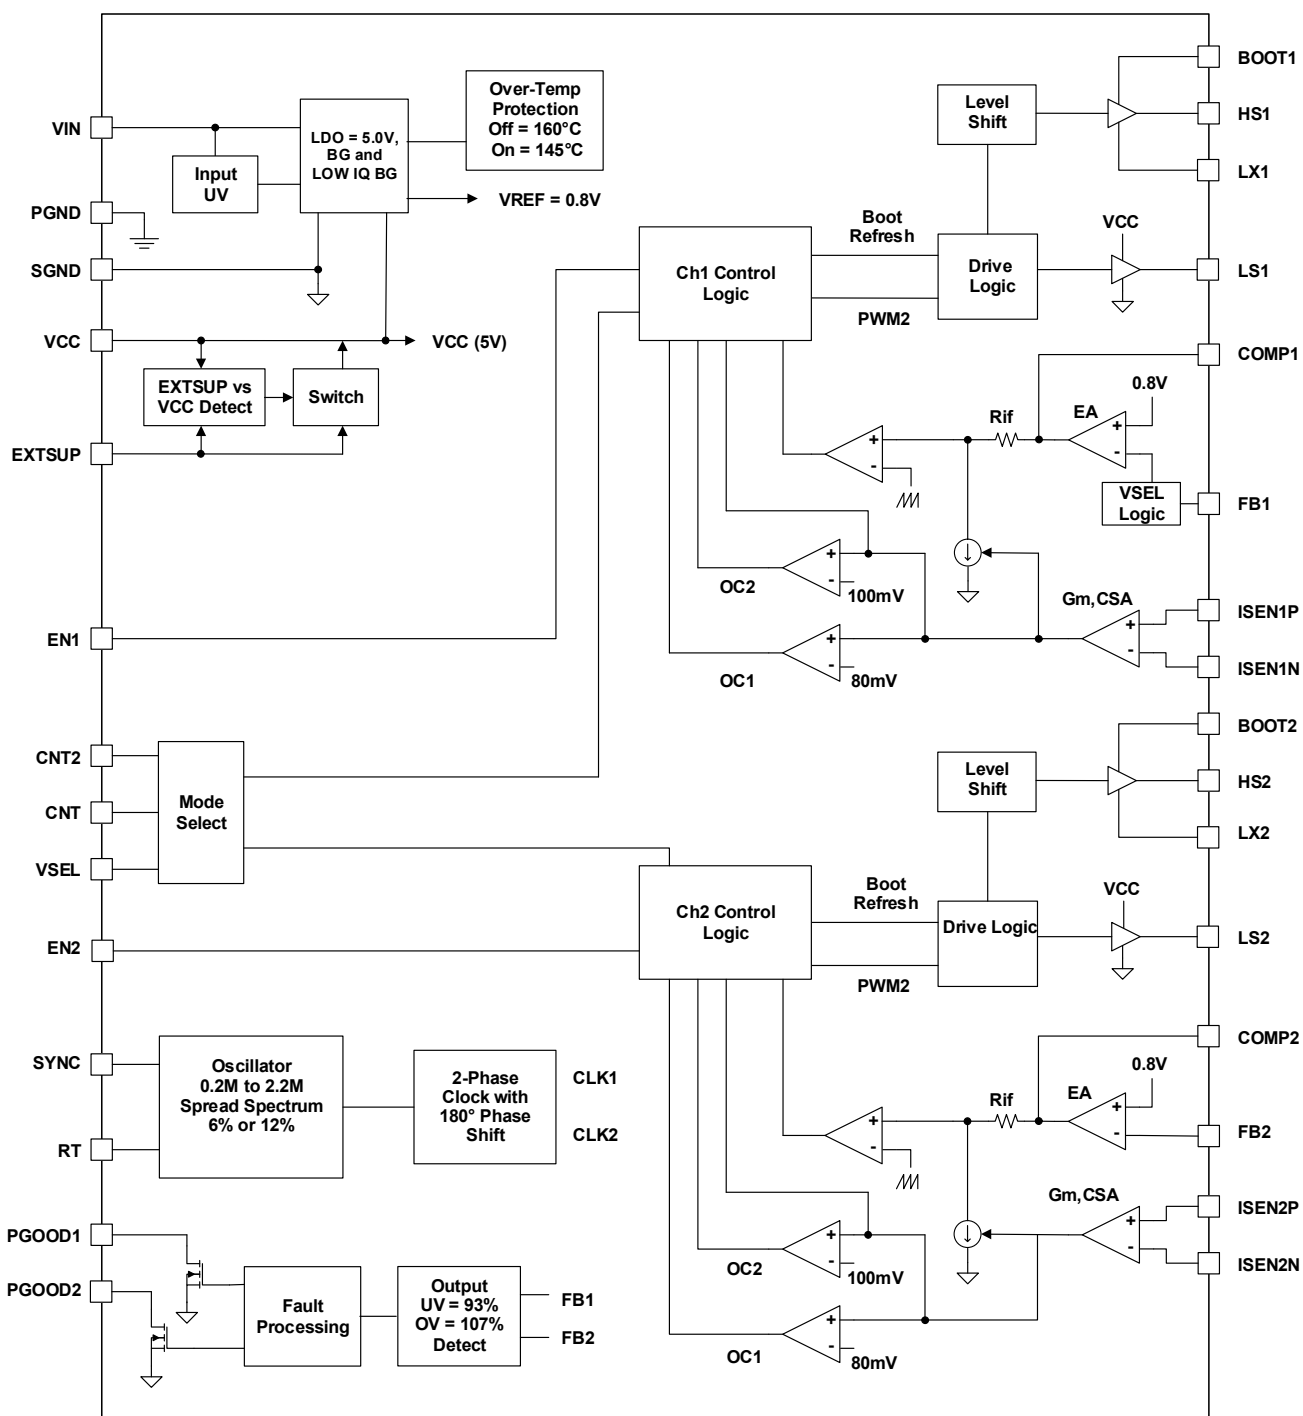 BOOT1
HS1
LX1
LS1
COMP1
FB1
ISEN1P
ISEN1N
BOOT2
HS2
LX2
LS2
COMP2
FB2
ISEN2P
ISEN2N
VIN
PGND
SGND
VCC
EXTSUP
EN1
CNT2
CNT
VSEL
EN2
SYNC
RT
PGOOD1
PGOOD2
Input
UV
LDO = 5.0V,
BG and
LOW IQ BG
Over-Temp
Protection
Off = 160°C
On = 145°C
VREF = 0.8V
VCC (5V)
EXTSUP vs
VCC Detect
Switch
Mode
Select
Oscillator
0.2M to 2.2M
Spread Spectrum
6% or 12%
2-Phase
Clock with
180° Phase
Shift
CLK1
CLK2
Fault
Processing
Output
UV = 93%
OV = 107%
Detect
FB1
FB2
Ch1 Control
Logic
Boot
Refresh
PWM2
Level
Shift
Drive
Logic
VCC
0.8V
EA
Rif
+
-
+
-
VSEL
Logic
OC2
+
-
100mV
OC1
+
-
80mV
Gm,CSA
+
-
Ch2 Control
Logic
Boot
Refresh
PWM2
Level
Shift
Drive Logic
VCC
0.8V
EA
Rif
+
-
+
-
OC2
+
-
100mV
OC1
+
-
80mV
Gm,CSA
+
-